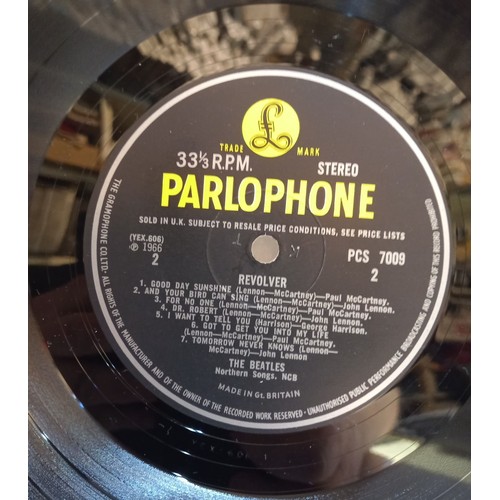 £
TRADE MARK
33⅓ R.P.M. STEREO
PARLOPHONE
SOLD IN U.K. SUBJECT TO RESALE PRICE CONDITIONS, SEE PRICE LISTS
(YEX.606)
℗ 1966
2
PCS 7009
2
REVOLVER
1. GOOD DAY SUNSHINE (Lennon—McCartney)—Paul McCartney.
2. AND YOUR BIRD CAN SING (Lennon—McCartney)—John Lennon.
3. FOR NO ONE (Lennon—McCartney)—Paul McCartney.
4. DR. ROBERT (Lennon—McCartney)—John Lennon.
5. I WANT TO TELL YOU (Harrison)—George Harrison.
6. GOT TO GET YOU INTO MY LIFE
(Lennon—McCartney)—Paul McCartney.
7. TOMORROW NEVER KNOWS (Lennon—
McCartney)—John Lennon
THE BEATLES
Northern Songs. NCB
MADE IN Gt. BRITAIN
THE GRAMOPHONE CO. LTD. ALL RIGHTS OF THE MANUFACTURER AND OF THE OWNER OF THE RECORDED WORK RESERVED · UNAUTHORISED PUBLIC PERFORMANCE BROADCASTING AND COPYING OF THIS RECORD PROHIBITED